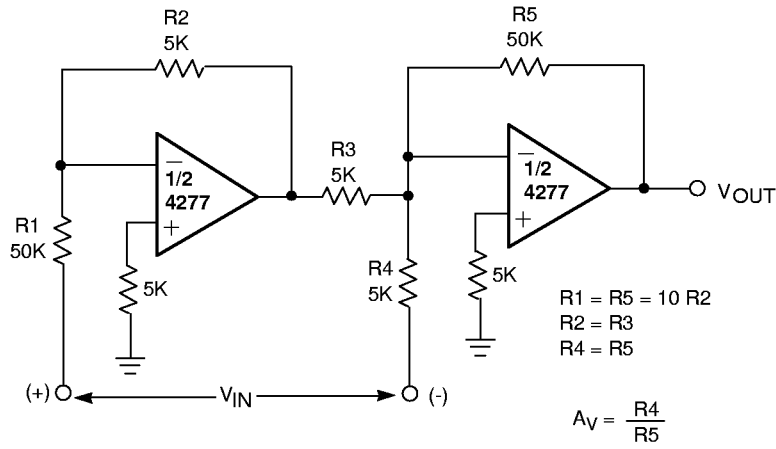 R2
5K
R5
50K
R3
5K
−
1/2
4277
+
−
1/2
4277
+
VOUT
R1
50K
5K
R4
5K
5K
R1 = R5 = 10 R2
R2 = R3
R4 = R5
(+)
VIN
(-)
AV = R4
R5